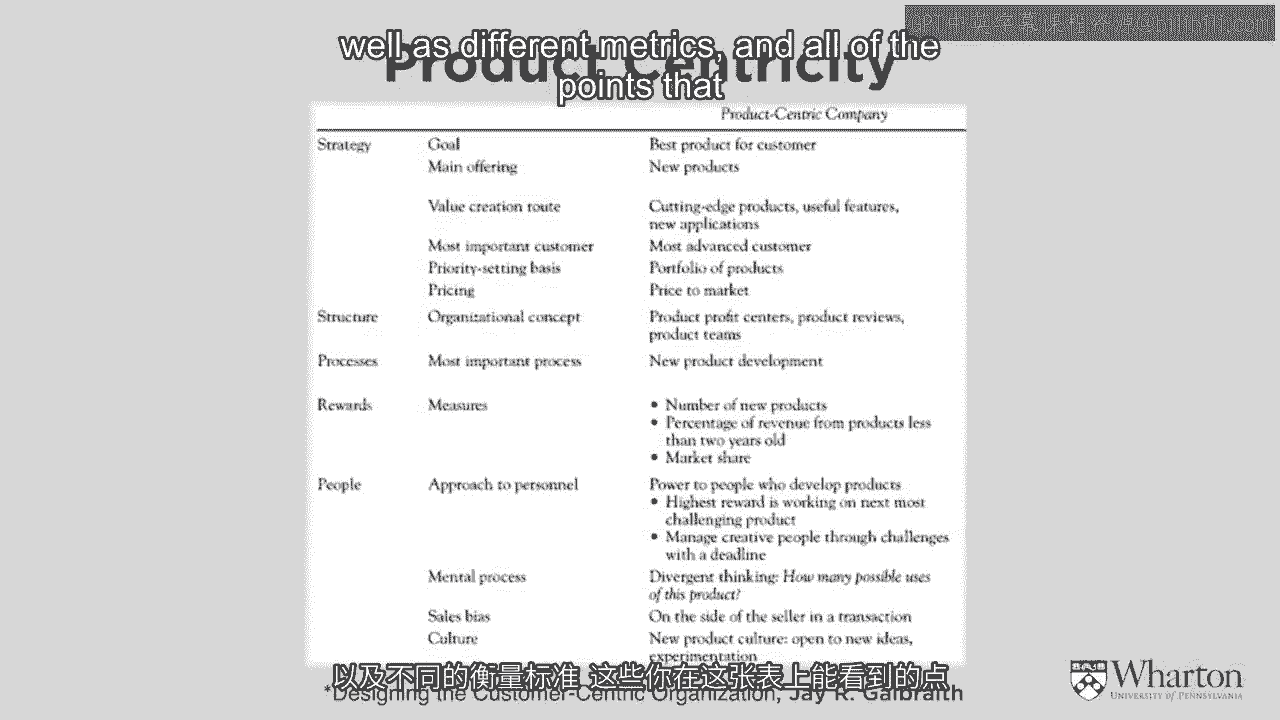 well as different metrics, and all of the
points that
Product Centricity
Product-Centric Company
Strategy Goal Best product for customer
Main offering New products
Value creation route Cutting-edge products, useful features,
new applications
Most important customer Most advanced customer
Priority-setting basis Portfolio of products
Pricing Price to market
Structure Organizational concept Product profit centers, product reviews,
product teams
Processes Most important process New product development
Rewards Measures • Number of new products
• Percentage of revenue from products less
than two years old
• Market share
People Approach to personnel Power to people who develop products
• Highest reward is working on next most
challenging product
• Manage creative people through challenges
with a deadline
Mental process Divergent thinking: How many possible uses
of this product?
Sales bias On the side of the seller in a transaction
Culture New product culture: open to new ideas,
experimentation
以及不同的衡量标准 这些你在这张表上能看到的点
*Designing the Customer-Centric Organization, Jay R. Galbraith
Wharton
UNIVERSITY of PENNSYLVANIA